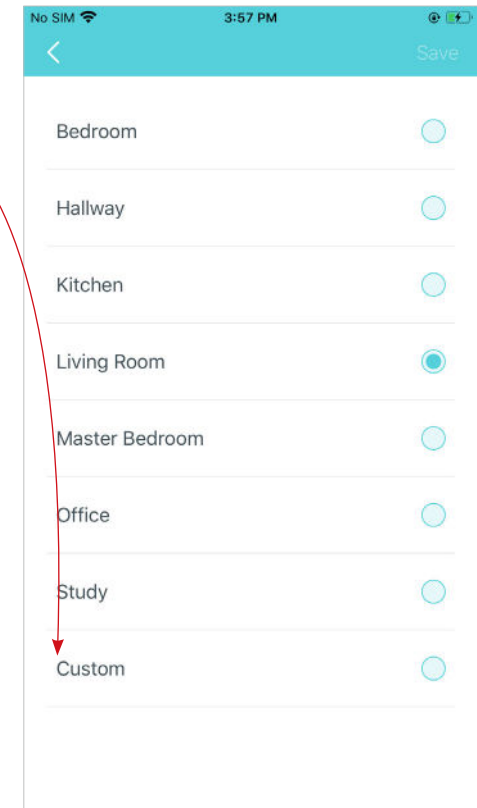 No SIM 3:57 PM
Save
Bedroom
Hallway
Kitchen
Living Room
Master Bedroom
Office
Study
Custom